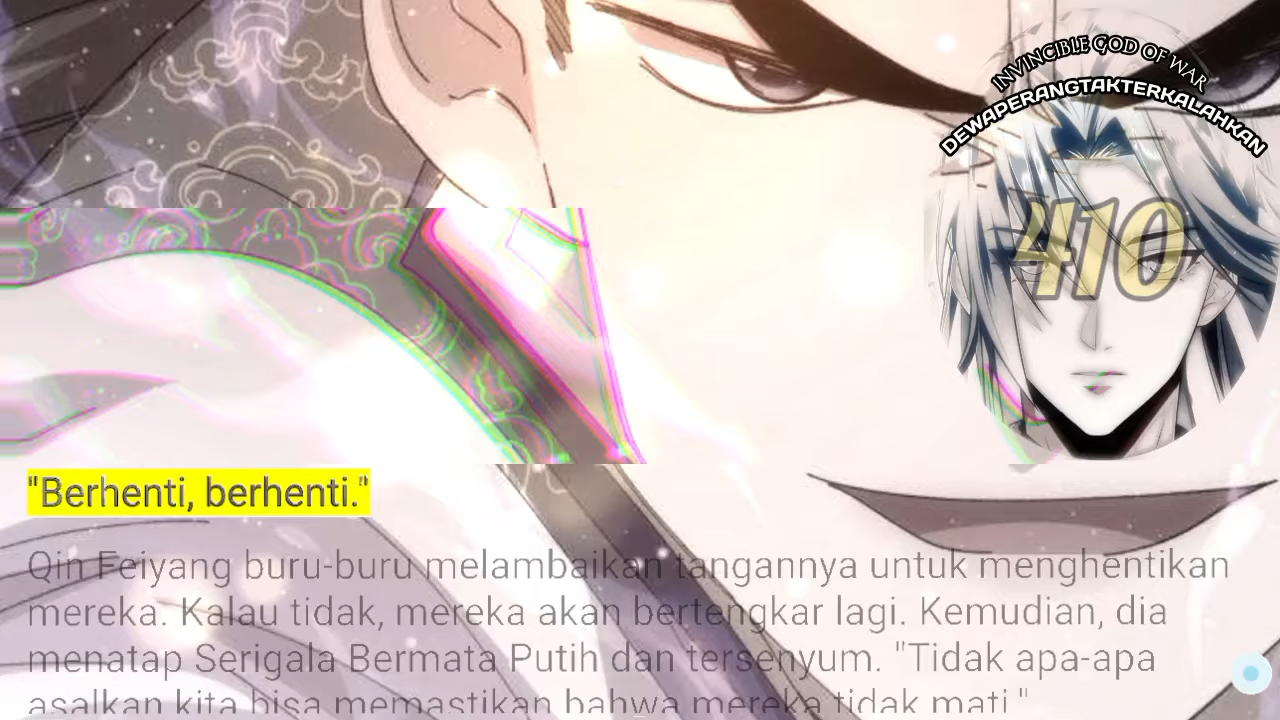 INVINCIBLE GOD OF WAR
DEWAPERANGTAKTERKALAHKAN
410
"Berhenti, berhenti."
Qin Feiyang buru-buru melambaikan tangannya untuk menghentikan
mereka. Kalau tidak, mereka akan bertengkar lagi. Kemudian, dia
menatap Serigala Bermata Putih dan tersenyum. "Tidak apa-apa
asalkan kita bisa memastikan bahwa mereka tidak mati."